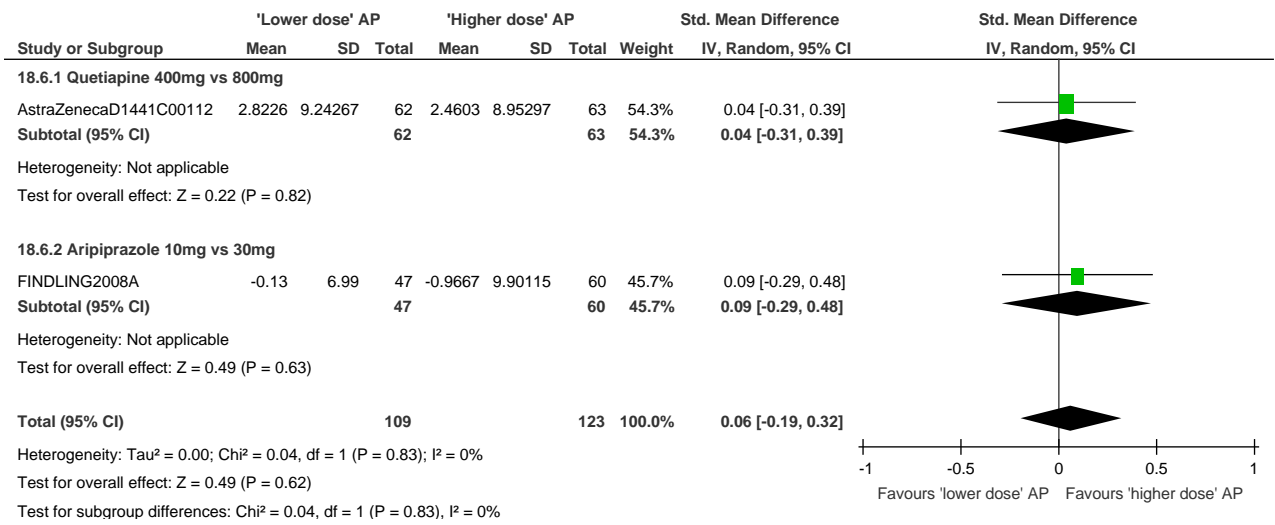 'Lower dose' AP 'Higher dose' AP Std. Mean Difference Std. Mean Difference
Study or Subgroup Mean SD Total Mean SD Total Weight IV, Random, 95% CI IV, Random, 95% CI
18.6.1 Quetiapine 400mg vs 800mg
AstraZenecaD1441C00112 2.8226 9.24267 62 2.4603 8.95297 63 54.3% 0.04 [-0.31, 0.39]
Subtotal (95% CI) 62 63 54.3% 0.04 [-0.31, 0.39]
Heterogeneity: Not applicable
Test for overall effect: Z = 0.22 (P = 0.82)
18.6.2 Aripiprazole 10mg vs 30mg
FINDLING2008A -0.13 6.99 47 -0.9667 9.90115 60 45.7% 0.09 [-0.29, 0.48]
Subtotal (95% CI) 47 60 45.7% 0.09 [-0.29, 0.48]
Heterogeneity: Not applicable
Test for overall effect: Z = 0.49 (P = 0.63)
Total (95% CI) 109 123 100.0% 0.06 [-0.19, 0.32]
Heterogeneity: Tau² = 0.00; Chi² = 0.04, df = 1 (P = 0.83); I² = 0%
Test for overall effect: Z = 0.49 (P = 0.62)
Test for subgroup differences: Chi² = 0.04, df = 1 (P = 0.83), I² = 0%
-1 -0.5 0 0.5 1
Favours 'lower dose' AP Favours 'higher dose' AP